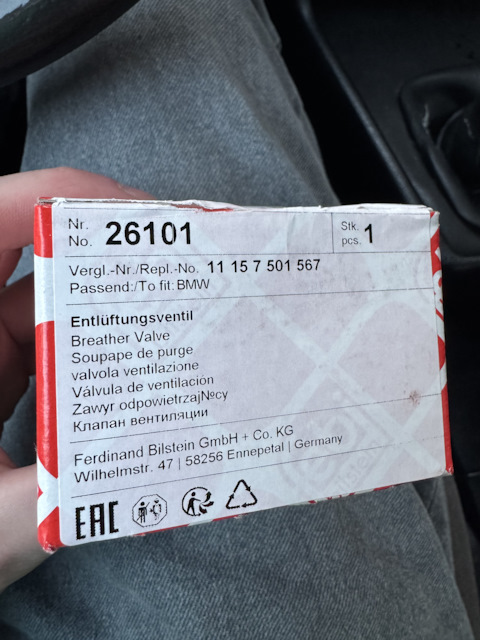 Nr.
No. 26101
Stk.
pcs. 1
Vergl.-Nr./Repl.-No. 11 15 7 501 567
Passend:/To fit: BMW
Entlüftungsventil
Breather Valve
Soupape de purge
valvola ventilazione
Válvula de ventilación
Zawyr odpowietrzaj№cy
Клапан вентиляции
Ferdinand Bilstein GmbH + Co. KG
Wilhelmstr. 47 | 58256 Ennepetal | Germany
EAC